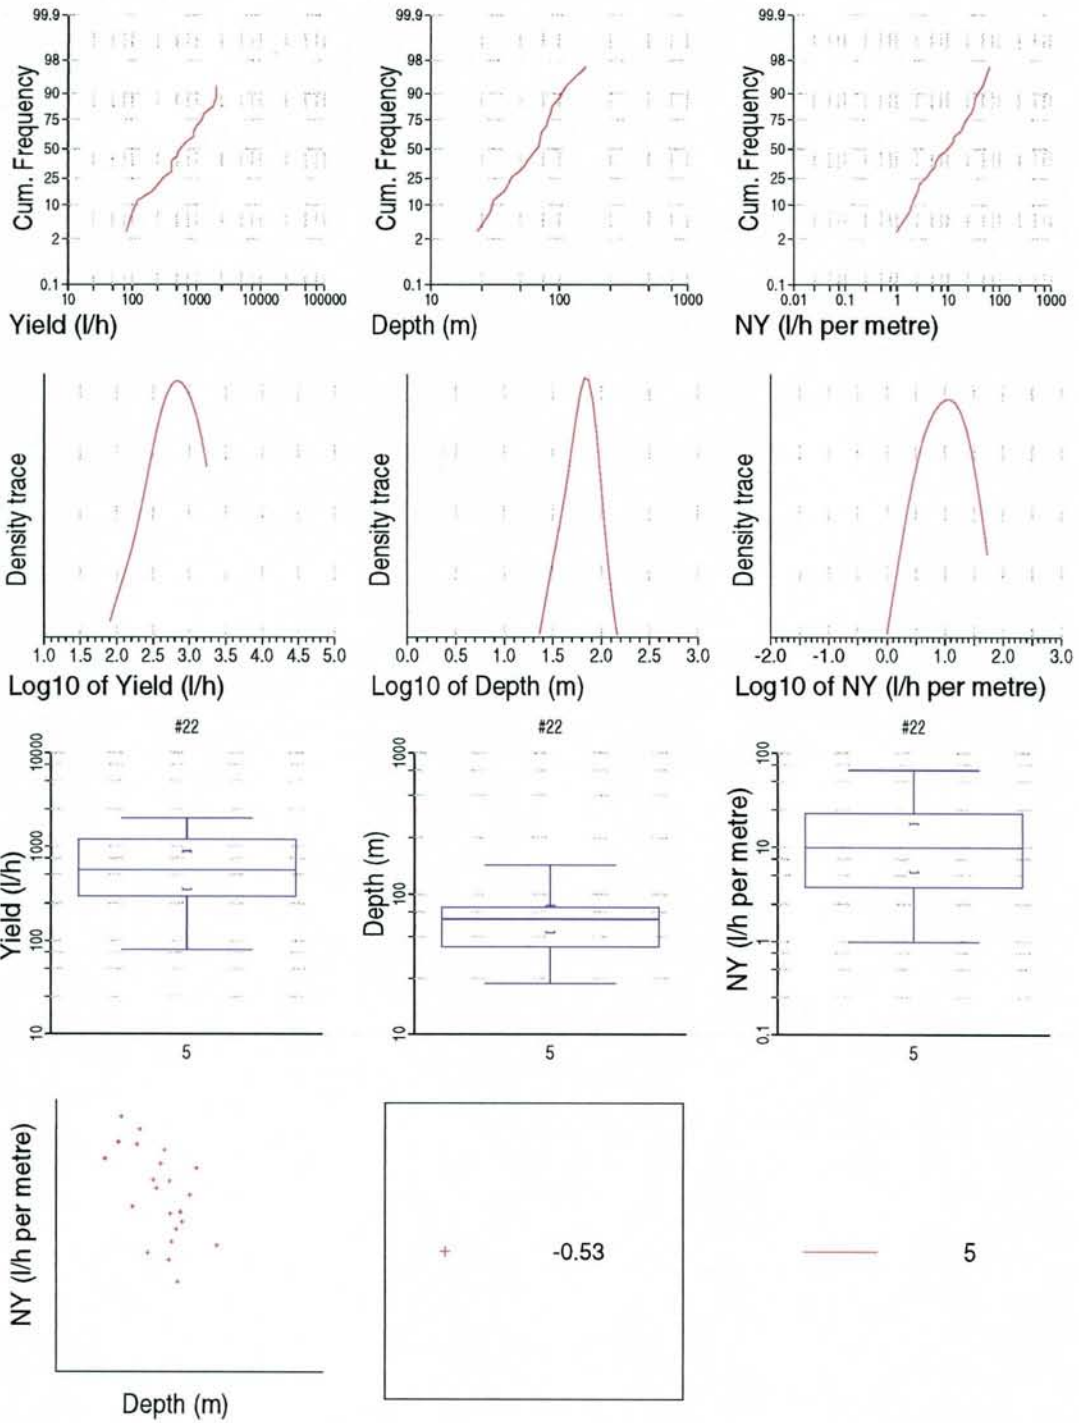 99.9
98
90
75
50
25
10
2
0.1
Cum. Frequency
10 100 1000 10000 100000
Yield (l/h)
99.9
98
90
75
50
25
10
2
0.1
Cum. Frequency
10 100 1000
Depth (m)
99.9
98
90
75
50
25
10
2
0.1
Cum. Frequency
0.01 0.1 1 10 100 1000
NY (l/h per metre)
Density trace
1.0 1.5 2.0 2.5 3.0 3.5 4.0 4.5 5.0
Log10 of Yield (l/h)
Density trace
0.0 0.5 1.0 1.5 2.0 2.5 3.0
Log10 of Depth (m)
Density trace
-2.0 -1.0 0.0 1.0 2.0 3.0
Log10 of NY (l/h per metre)
#22
10000
1000
100
10
Yield (l/h)
5
#22
1000
100
10
Depth (m)
5
#22
100
10
1
0.1
NY (l/h per metre)
5
NY (l/h per metre)
Depth (m)
-0.53
5